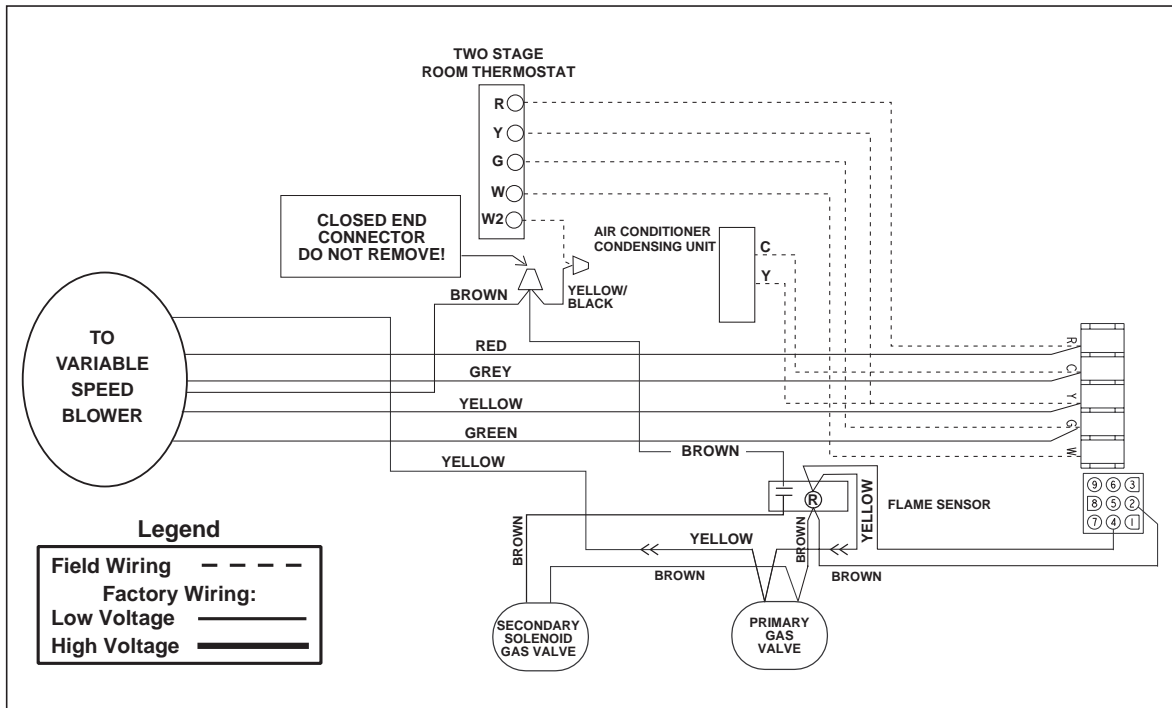 TWO STAGE
ROOM THERMOSTAT
R
Y
G
W
W2
CLOSED END
CONNECTOR
DO NOT REMOVE!
AIR CONDITIONER
CONDENSING UNIT
C
Y
BROWN
YELLOW/
BLACK
TO
VARIABLE
SPEED
BLOWER
RED
GREY
YELLOW
GREEN
YELLOW
R
C
Y
G
W
BROWN
R
YELLOW
FLAME SENSOR
9 6 3
8 5 2
7 4 1
BROWN
YELLOW
BROWN
BROWN
BROWN
SECONDARY
SOLENOID
GAS VALVE
PRIMARY
GAS
VALVE
Legend
Field Wiring
Factory Wiring:
Low Voltage
High Voltage